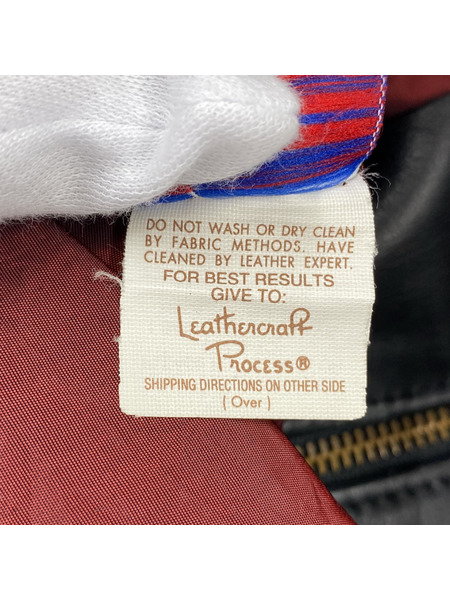 DO NOT WASH OR DRY CLEAN
BY FABRIC METHODS. HAVE
CLEANED BY LEATHER EXPERT.
FOR BEST RESULTS
GIVE TO:
Leathercraft
Process®
SHIPPING DIRECTIONS ON OTHER SIDE
( Over )